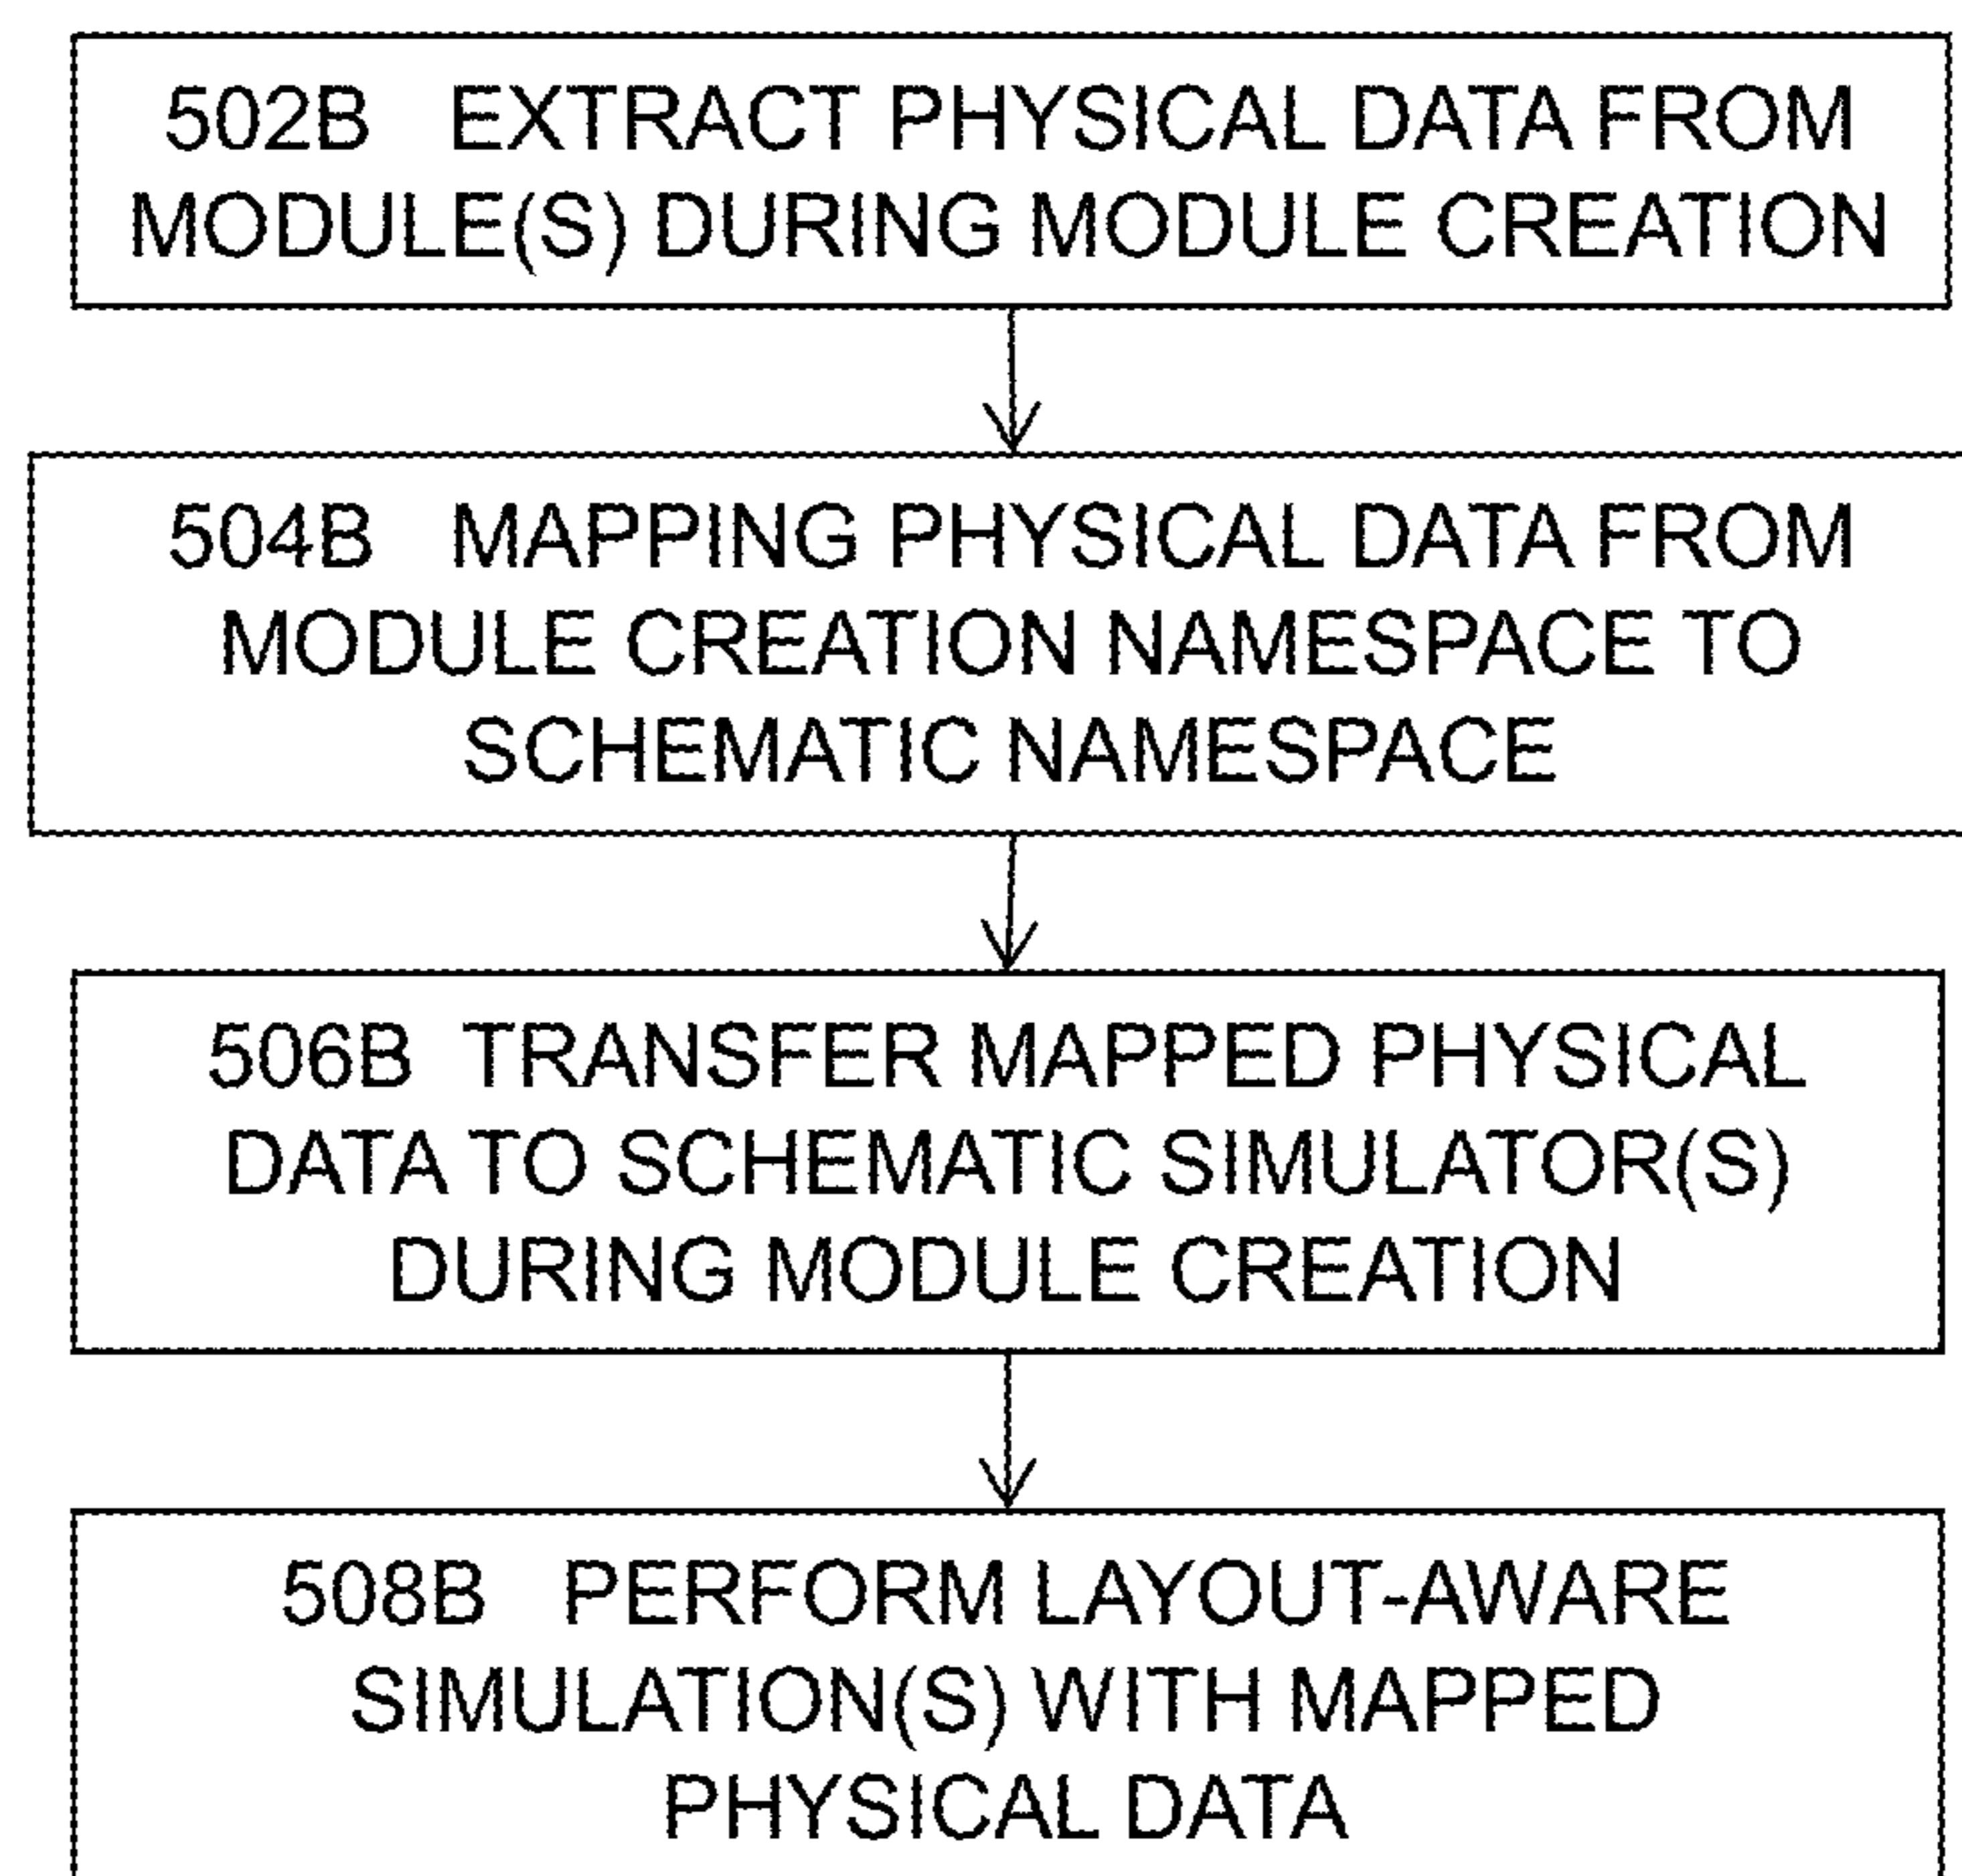 502B EXTRACT PHYSICAL DATA FROM
MODULE(S) DURING MODULE CREATION
504B MAPPING PHYSICAL DATA FROM
MODULE CREATION NAMESPACE TO
SCHEMATIC NAMESPACE
506B TRANSFER MAPPED PHYSICAL
DATA TO SCHEMATIC SIMULATOR(S)
DURING MODULE CREATION
508B PERFORM LAYOUT-AWARE
SIMULATION(S) WITH MAPPED
PHYSICAL DATA